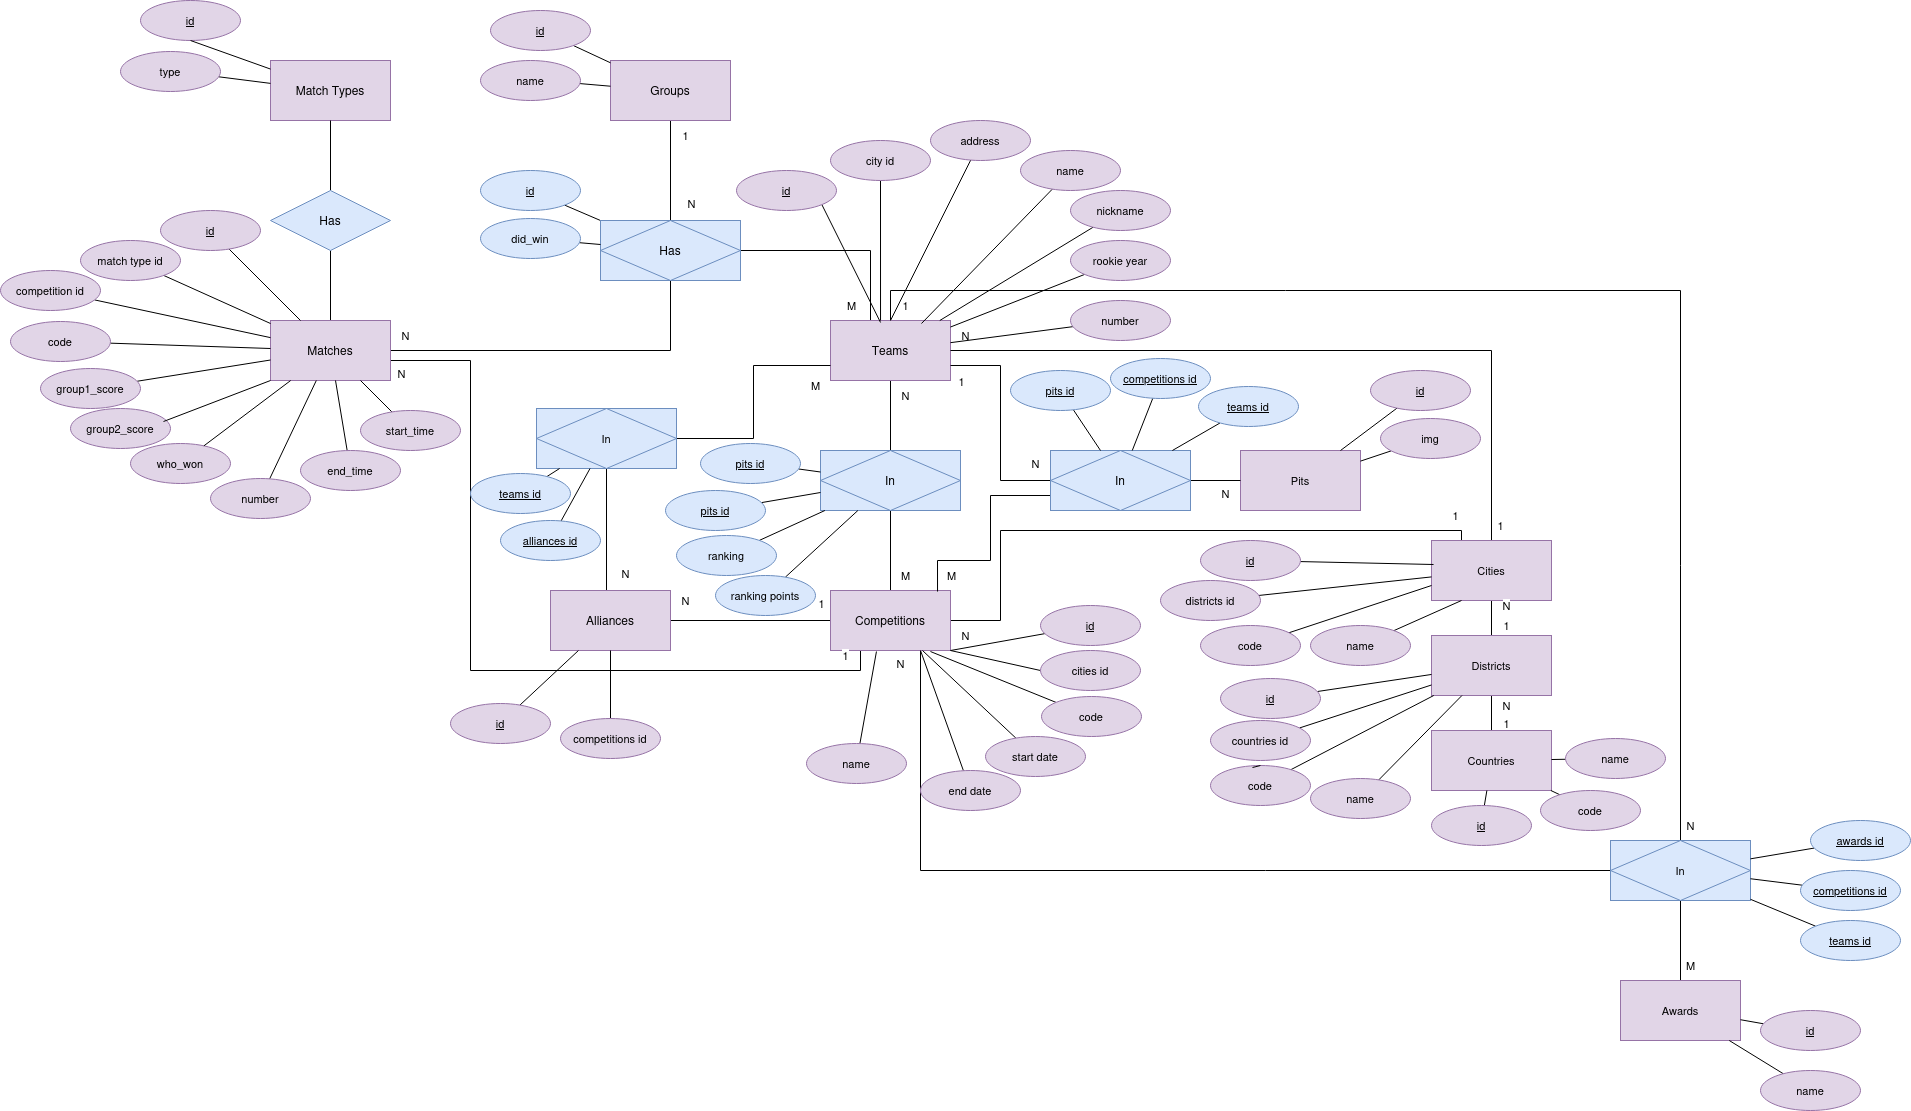 id
type
Match Types
id
name
Groups
1
Has
id
match type id
competition id
code
group1_score
group2_score
who_won
number
end_time
start_time
Matches
N
N
id
did_win
N
Has
id
city id
address
name
nickname
rookie year
number
M
1
Teams
N
M
N
1
In
teams id
alliances id
N
pits id
pits id
ranking
ranking points
In
M
M
pits id
competitions id
teams id
N
In
N
id
img
Pits
Alliances
N
1
id
competitions id
Competitions
1
N
N
id
cities id
code
start date
end date
name
1
1
id
districts id
code
name
Cities
N
1
Districts
id
countries id
code
name
N
1
Countries
name
code
id
N
In
awards id
competitions id
teams id
M
Awards
id
name